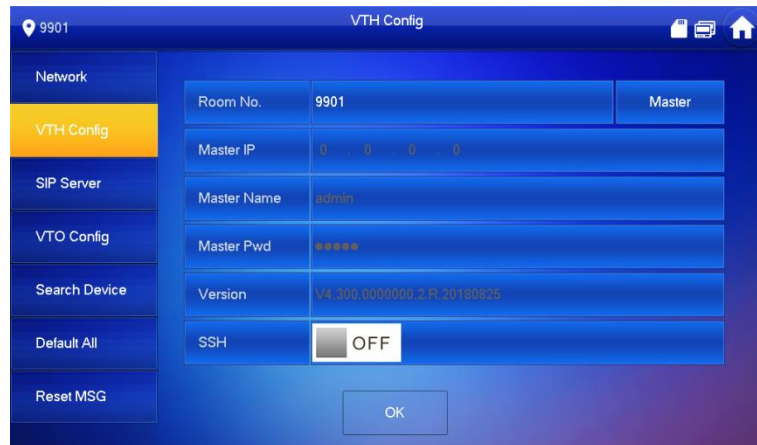 9901
VTH Config
Network
VTH Config
SIP Server
VTO Config
Search Device
Default All
Reset MSG
Room No. 9901 Master
Master IP 0 . 0 . 0 . 0
Master Name admin
Master Pwd ●●●●●
Version V4.300.0000000.2.R.20180825
SSH OFF
OK